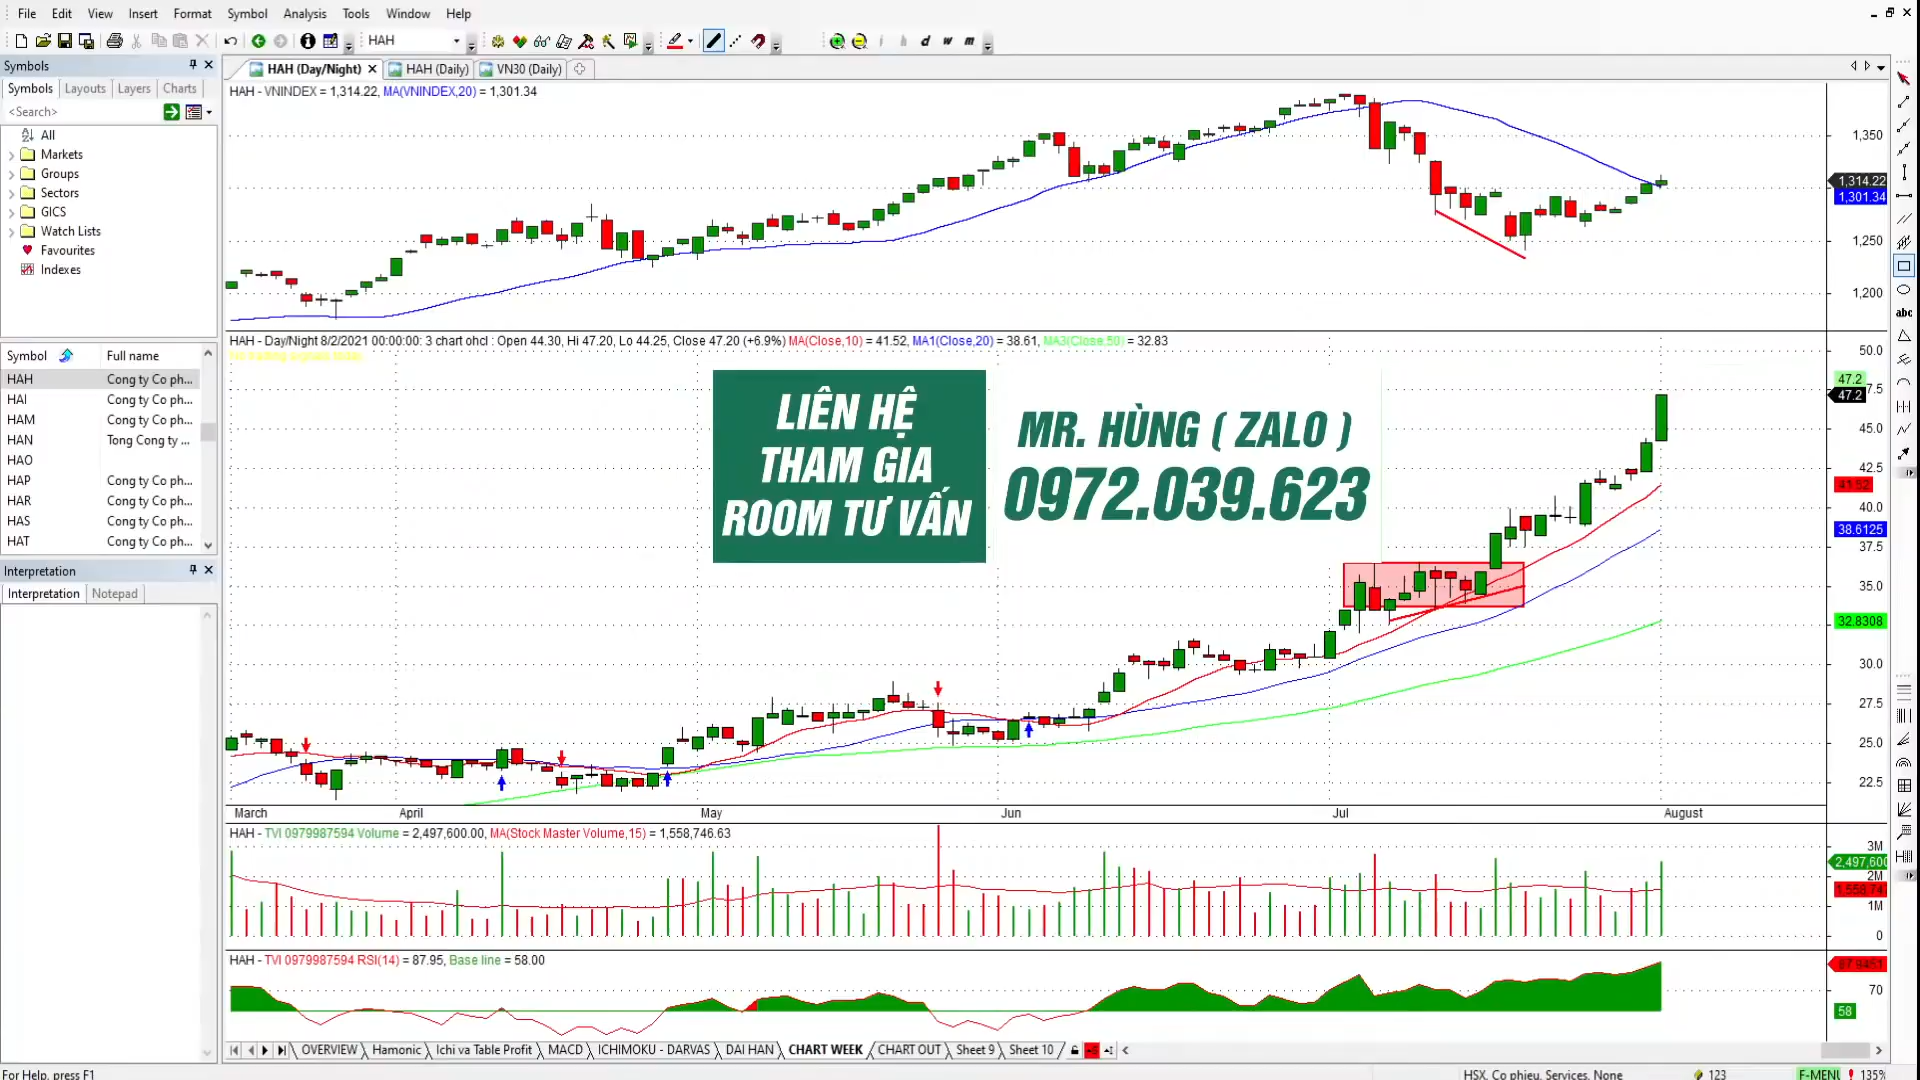 File Edit View Insert Format Symbol Analysis Tools Window Help
HAH
Symbols
Symbols Layouts Layers Charts
<Search>
All
Markets
Groups
Sectors
GICS
Watch Lists
Favourites
Indexes
Symbol Full name
HAH Cong ty Co ph...
HAI Cong ty Co ph...
HAM Cong ty Co ph...
HAN Tong Cong ty ...
HAO
HAP Cong ty Co ph...
HAR Cong ty Co ph...
HAS Cong ty Co ph...
HAT Cong ty Co ph...
Interpretation
Interpretation Notepad
HAH (Day/Night) HAH (Daily) VN30 (Daily)
HAH - VNINDEX = 1,314.22, MA(VNINDEX,20) = 1,301.34
1,350
1,314.22
1,301.34
1,250
1,200
HAH - Day/Night 8/2/2021 00:00:00: 3 chart ohcl : Open 44.30, Hi 47.20, Lo 44.25, Close 47.20 (+6.9%) MA(Close,10) = 41.52, MA1(Close,20) = 38.61, MA3(Close,50) = 32.83
LIÊN HỆ
THAM GIA
ROOM TƯ VẤN
MR. HÙNG ( ZALO )
0972.039.623
50.0
47.2
47.2
45.0
42.5
41.52
40.0
38.6125
37.5
35.0
32.8308
30.0
27.5
25.0
22.5
March April May Jun Jul August
HAH - TVI 0979987594 Volume = 2,497,600.00, MA(Stock Master Volume,15) = 1,558,746.63
3M
2,497,600
2M
1,558,747
1M
0
HAH - TVI 0979987594 RSI(14) = 87.95, Base line = 58.00
87.9461
70
58
OVERVIEW Hamonic Ichi va Table Profit MACD ICHIMOKU - DARVAS DAI HAN CHART WEEK CHART OUT Sheet 9 Sheet 10
For Help, press F1
HSX, Co phieu, Services, None 123 F-MENU 135%